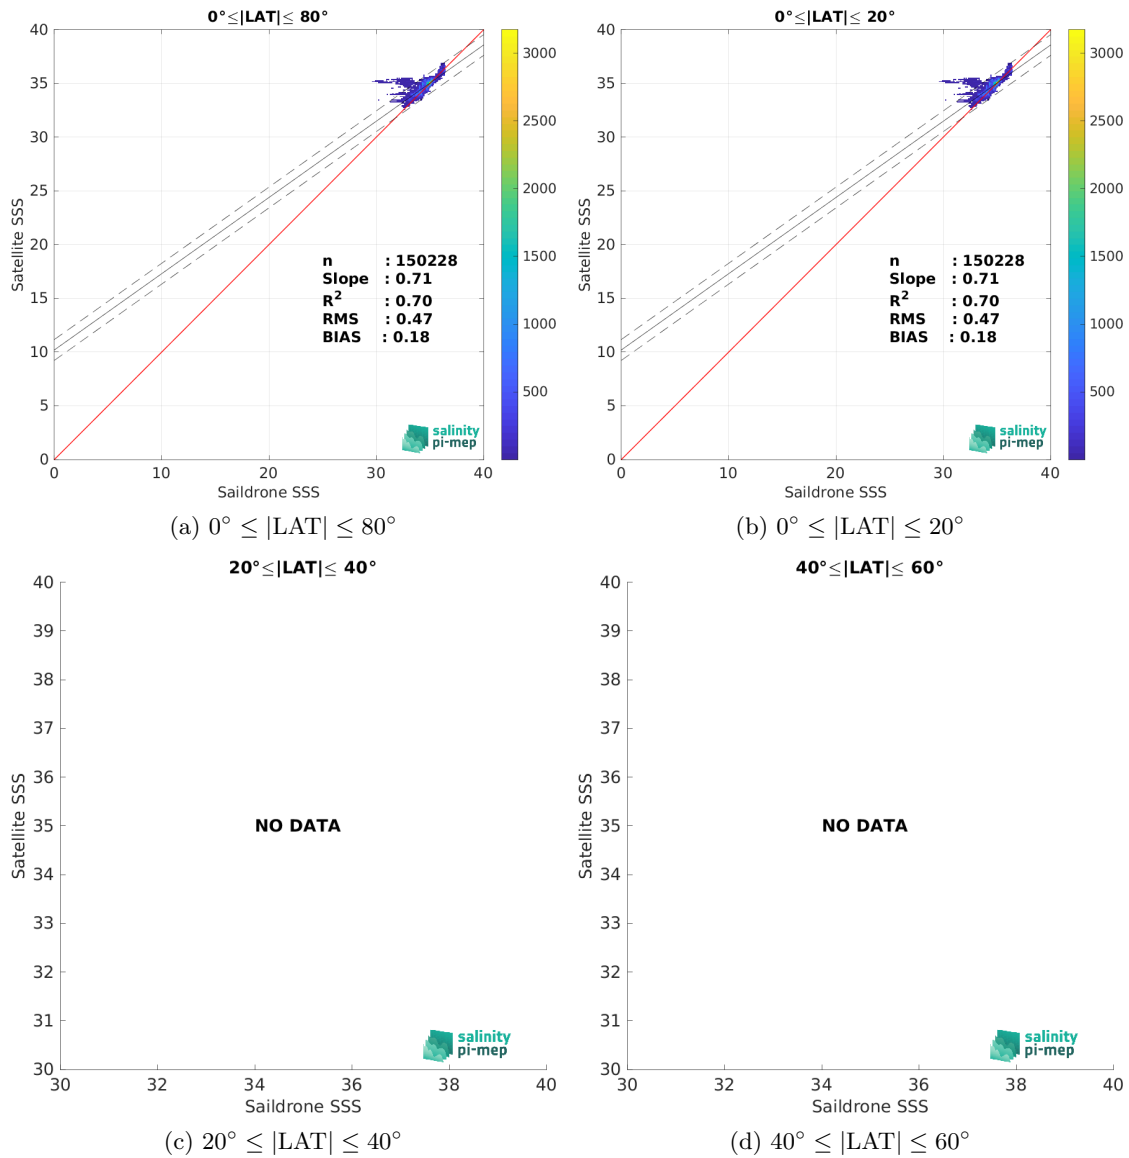 0°≤|LAT|≤ 80°
40
35
30
25
20
15
10
5
0
Satellite SSS
n : 150228
Slope : 0.71
R² : 0.70
RMS : 0.47
BIAS : 0.18
salinity
pi-mep
0 10 20 30 40
Saildrone SSS
3000
2500
2000
1500
1000
500
(a) 0° ≤ |LAT| ≤ 80°
0°≤|LAT|≤ 20°
40
35
30
25
20
15
10
5
0
Satellite SSS
n : 150228
Slope : 0.71
R² : 0.70
RMS : 0.47
BIAS : 0.18
salinity
pi-mep
0 10 20 30 40
Saildrone SSS
3000
2500
2000
1500
1000
500
(b) 0° ≤ |LAT| ≤ 20°
20°≤|LAT|≤ 40°
40
39
38
37
36
35
34
33
32
31
30
Satellite SSS
NO DATA
salinity
pi-mep
30 32 34 36 38 40
Saildrone SSS
(c) 20° ≤ |LAT| ≤ 40°
40°≤|LAT|≤ 60°
40
39
38
37
36
35
34
33
32
31
30
Satellite SSS
NO DATA
salinity
pi-mep
30 32 34 36 38 40
Saildrone SSS
(d) 40° ≤ |LAT| ≤ 60°